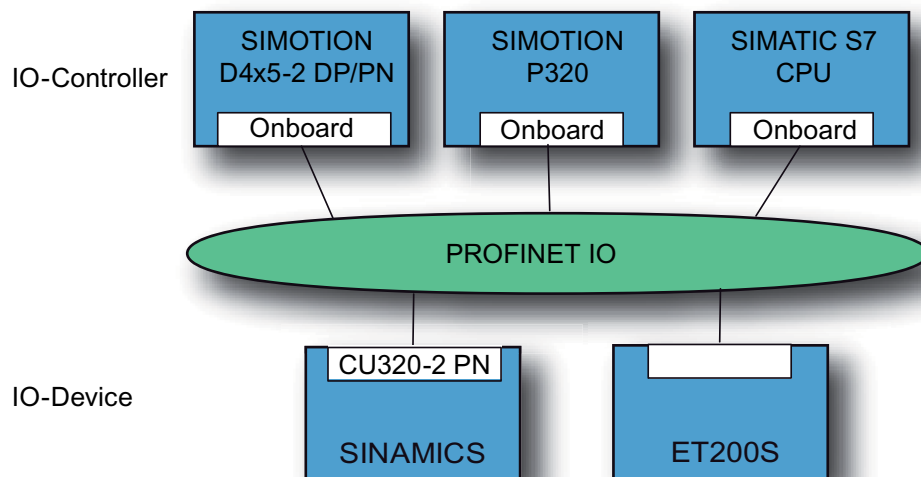 SIMOTION
D4x5-2 DP/PN
Onboard
SIMOTION
P320
Onboard
SIMATIC S7
CPU
Onboard
IO-Controller
PROFINET IO
IO-Device
CU320-2 PN
SINAMICS
ET200S